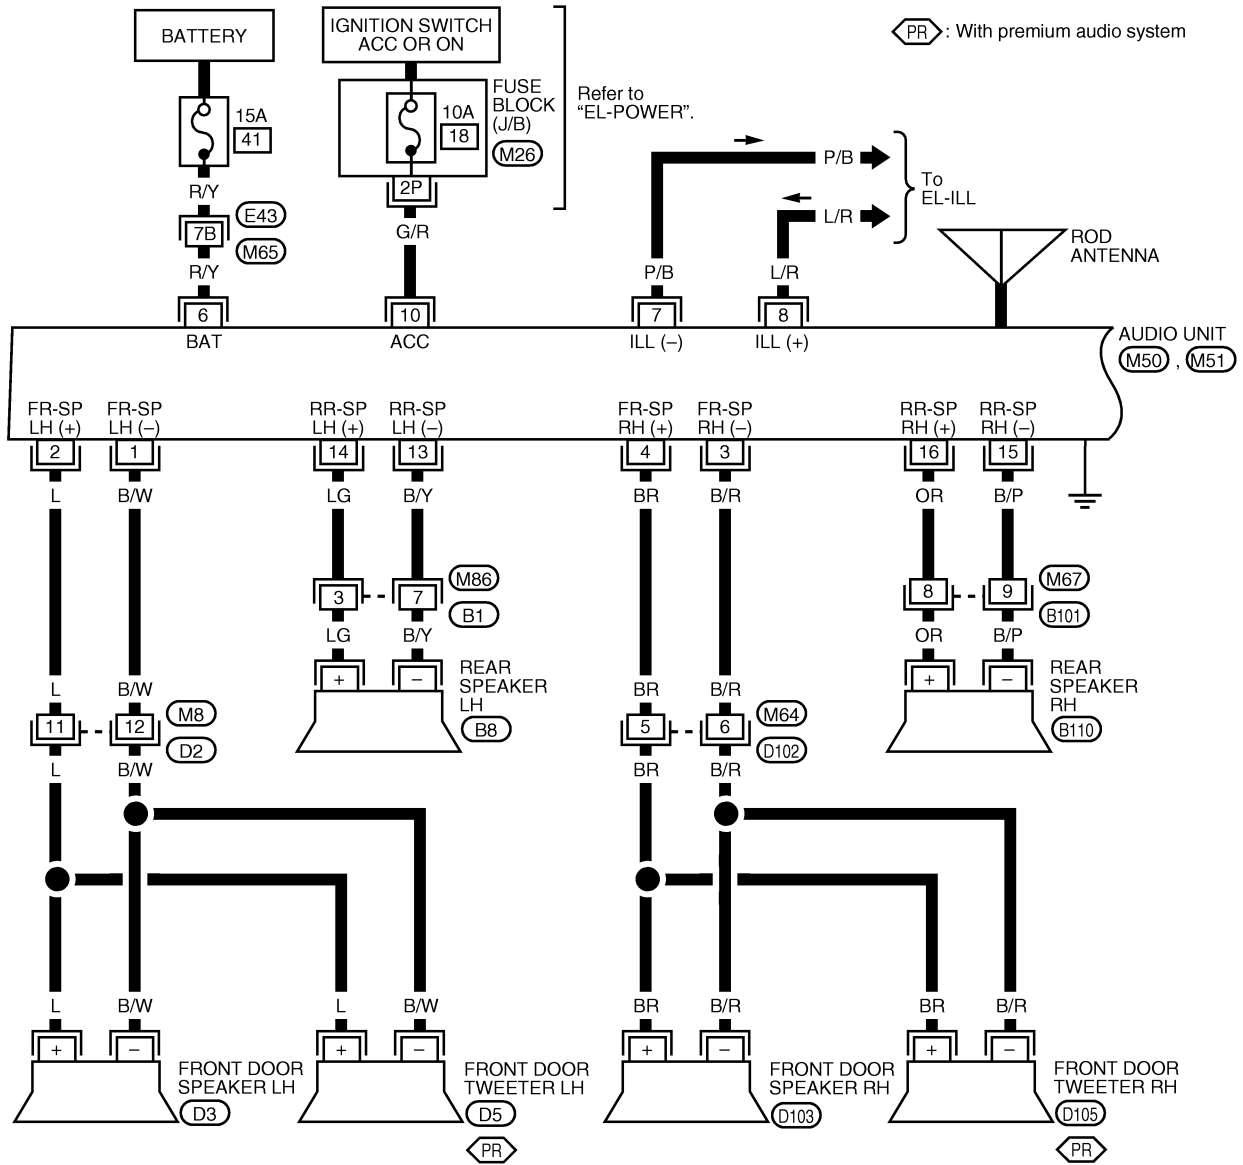 BATTERY
IGNITION SWITCH
ACC OR ON
PR : With premium audio system
15A
41
10A
18
FUSE
BLOCK
(J/B)
M26
Refer to
“EL-POWER”.
2P
R/Y
7B
E43
M65
R/Y
G/R
P/B
L/R
To
EL-ILL
P/B
L/R
ROD
ANTENNA
6
10
7
8
BAT
ACC
ILL (–)
ILL (+)
AUDIO UNIT
M50 , M51
FR-SP
LH (+)
FR-SP
LH (–)
RR-SP
LH (+)
RR-SP
LH (–)
FR-SP
RH (+)
FR-SP
RH (–)
RR-SP
RH (+)
RR-SP
RH (–)
2
1
14
13
4
3
16
15
L
B/W
LG
B/Y
BR
B/R
OR
B/P
3
7
M86
B1
8
9
M67
B101
LG
B/Y
OR
B/P
+
–
REAR
SPEAKER
LH
B8
+
–
REAR
SPEAKER
RH
B110
L
B/W
BR
B/R
11
12
M8
D2
5
6
M64
D102
L
B/W
BR
B/R
L
B/W
L
B/W
BR
B/R
BR
B/R
+
–
+
–
+
–
+
–
FRONT DOOR
SPEAKER LH
D3
FRONT DOOR
TWEETER LH
D5
PR
FRONT DOOR
SPEAKER RH
D103
FRONT DOOR
TWEETER RH
D105
PR